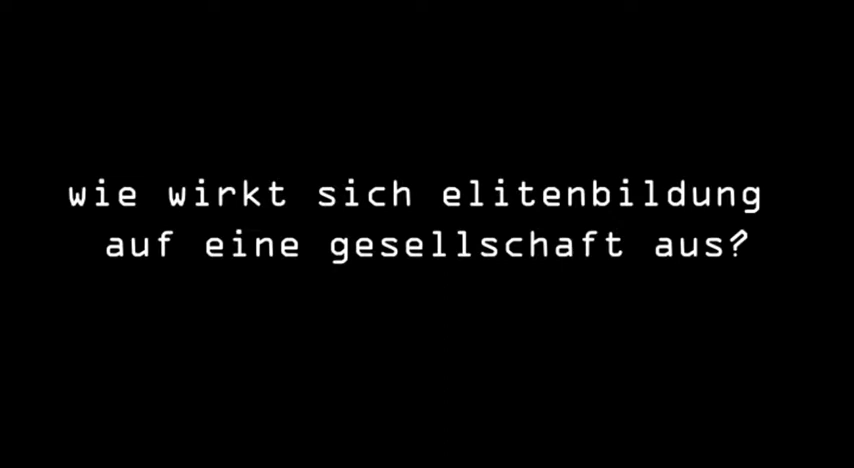 wie wirkt sich elitenbildung
auf eine gesellschaft aus?